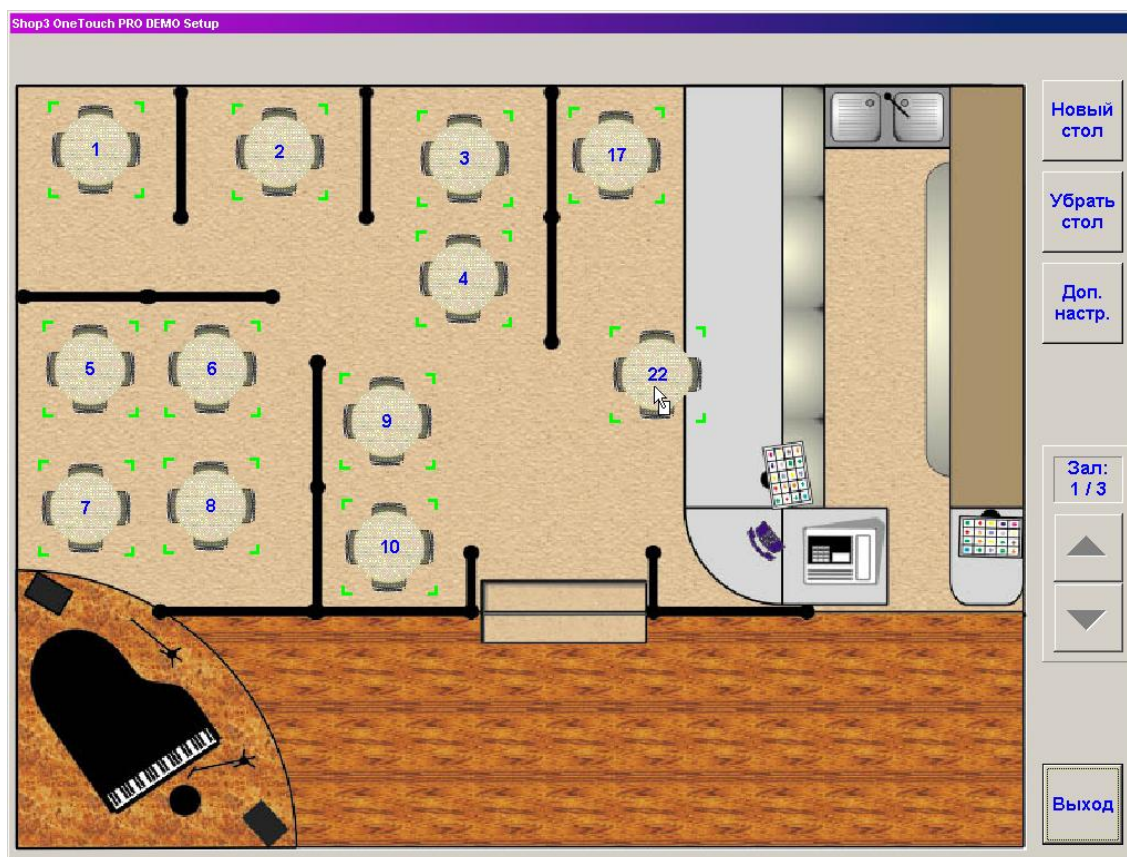 Shop3 OneTouch PRO DEMO Setup
Новый
стол
Убрать
стол
Доп.
настр.
Зал:
1 / 3
Выход
1
2
3
17
4
5
6
22
9
7
8
10